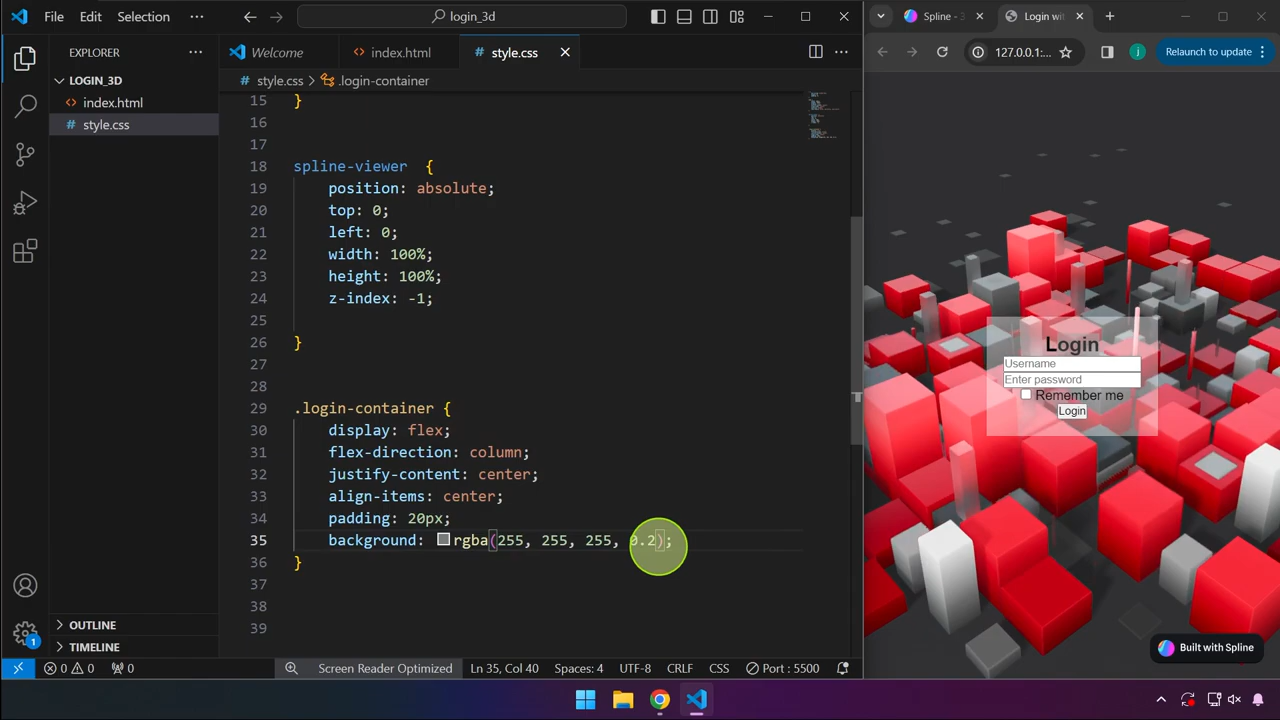 File Edit Selection ··· login_3d
Spline - 3 Login wit
EXPLORER ···
Welcome index.html style.css
127.0.0.1:... j Relaunch to update
LOGIN_3D
index.html
style.css
style.css > .login-container
15 }
16
17
18 spline-viewer {
19 position: absolute;
20 top: 0;
21 left: 0;
22 width: 100%;
23 height: 100%;
24 z-index: -1;
25
26 }
27
28
29 .login-container {
30 display: flex;
31 flex-direction: column;
32 justify-content: center;
33 align-items: center;
34 padding: 20px;
35 background: rgba(255, 255, 255, 0.2);
36 }
37
38
39
Login
Username
Enter password
Remember me
Login
Built with Spline
OUTLINE
TIMELINE
1
0 0 0 Screen Reader Optimized Ln 35, Col 40 Spaces: 4 UTF-8 CRLF CSS Port : 5500